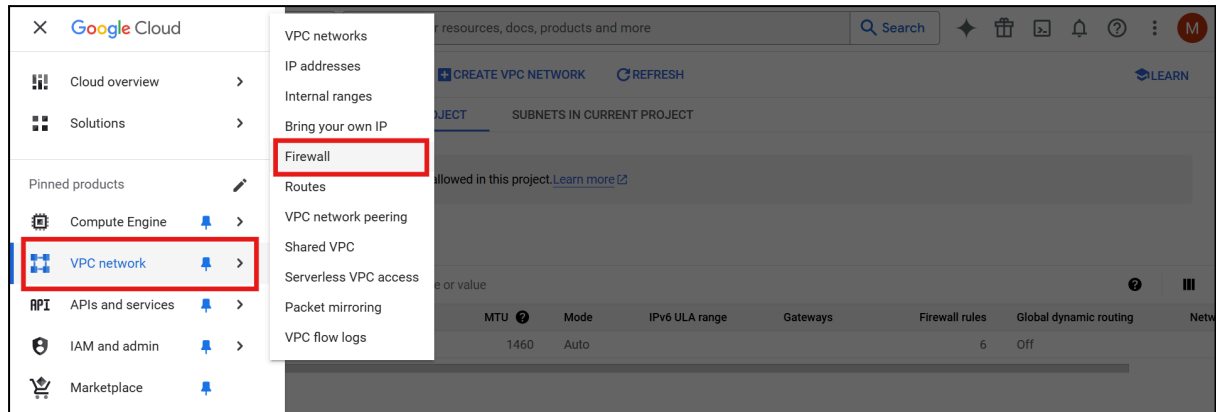 Google Cloud
Cloud overview
Solutions
Pinned products
Compute Engine
VPC network
API APIs and services
IAM and admin
Marketplace
VPC networks
IP addresses
Internal ranges
Bring your own IP
Firewall
Routes
VPC network peering
Shared VPC
Serverless VPC access
Packet mirroring
VPC flow logs
r resources, docs, products and more
Search
M
CREATE VPC NETWORK REFRESH LEARN
OJECT SUBNETS IN CURRENT PROJECT
allowed in this project. Learn more
e or value
MTU Mode IPv6 ULA range Gateways Firewall rules Global dynamic routing Netw
1460 Auto 6 Off